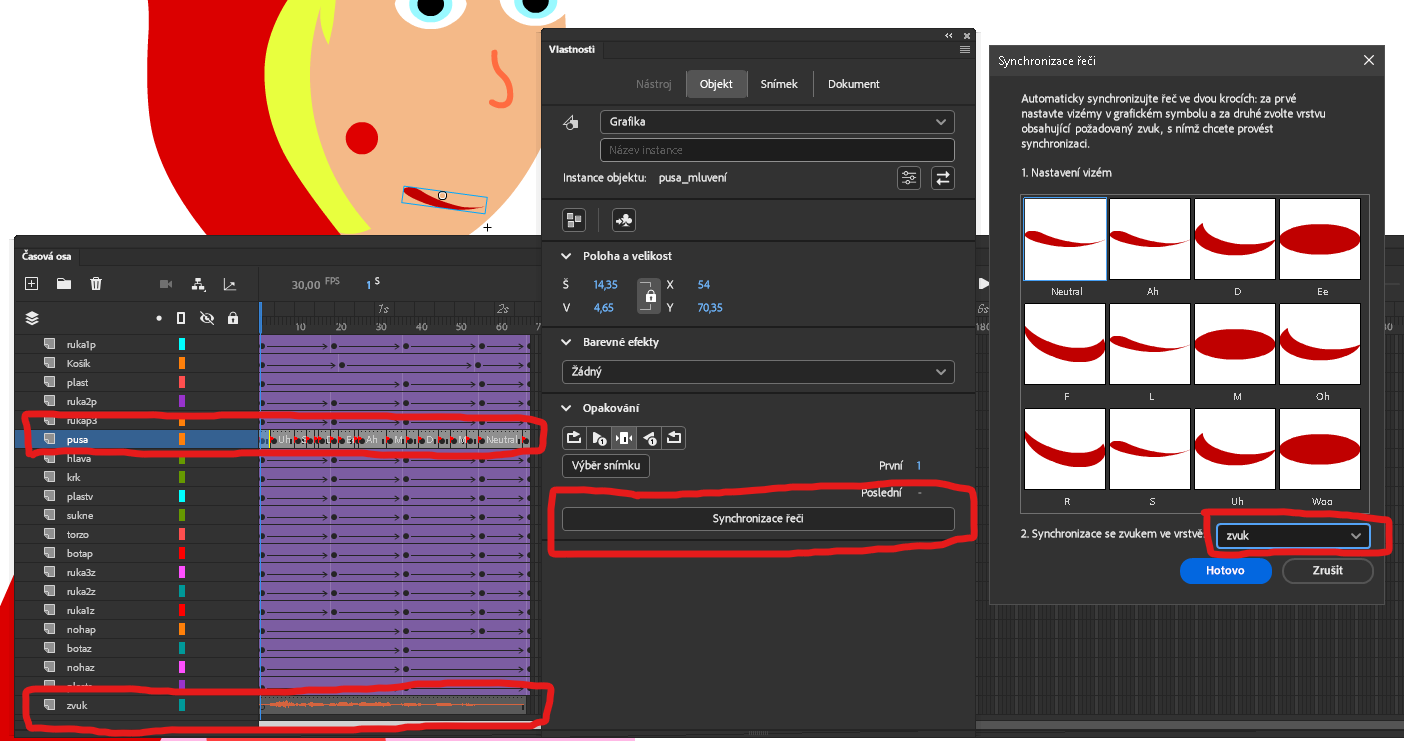 Vlastnosti
Nástroj
Objekt
Snímek
Dokument
Grafika
Název instance
Instance objektu: pusa_mluvení
Poloha a velikost
Š 14,35 X 54
V 4,65 Y 70,35
Barevné efekty
Žádný
Opakování
Výběr snímku
První 1
Poslední -
Synchronizace řeči
Časová osa
30,00 FPS 1 S
1s 2s
10 20 30 40 50 60 7
ruka1p
Košík
plast
ruka2p
rukap3
pusa
Uh
Ah
M
D
M
Neutral
hlava
krk
plastv
sukne
torzo
botap
ruka3z
ruka2z
ruka1z
nohap
botaz
nohaz
zvuk
6s
180
Synchronizace řeči
Automaticky synchronizujte řeč ve dvou krocích: za prvé
nastavte vizémy v grafickém symbolu a za druhé zvolte vrstvu
obsahující požadovaný zvuk, s nímž chcete provést
synchronizaci.
1. Nastavení vizém
Neutral Ah D Ee
F L M Oh
R S Uh Woo
2. Synchronizace se zvukem ve vrstvě
zvuk
Hotovo
Zrušit